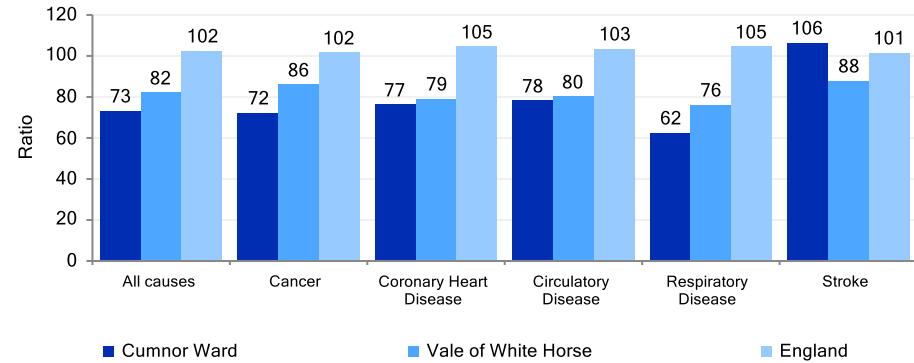 120
100
80
60
40
20
0
Ratio
73 82 102
72 86 102
77 79 105
78 80 103
62 76 105
106 88 101
All causes
Cancer
Coronary Heart
Disease
Circulatory
Disease
Respiratory
Disease
Stroke
Cumnor Ward
Vale of White Horse
England